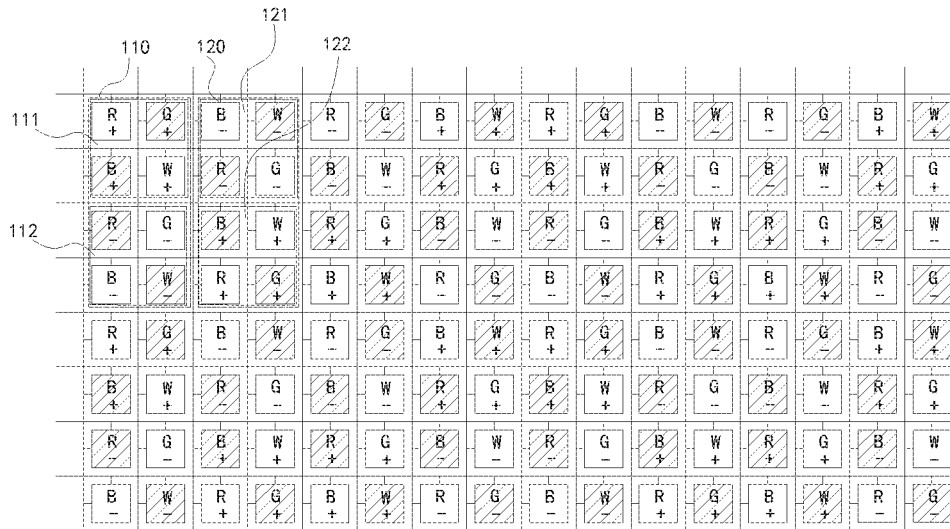 121
110
120
122
R G B W R G B W R G B W R G B W
+ + – – – – + + + + – – – – + +
111
B W R G B W R G B W R G B W R G
+ + – – – – + + + + – – – – + +
R G B W R G B W R G B W R G B W
– – + + + + – – – – + + + + – –
112
B W R G B W R G B W R G B W R G
– – + + + + – – – – + + + + – –
R G B W R G B W R G B W R G B W
+ + – – – – + + + + – – – – + +
B W R G B W R G B W R G B W R G
+ + – – – – + + + + – – – – + +
R G B W R G B W R G B W R G B W
– – + + + + – – – – + + + + – –
B W R G B W R G B W R G B W R G
– – + + + + – – – – + + + + – –